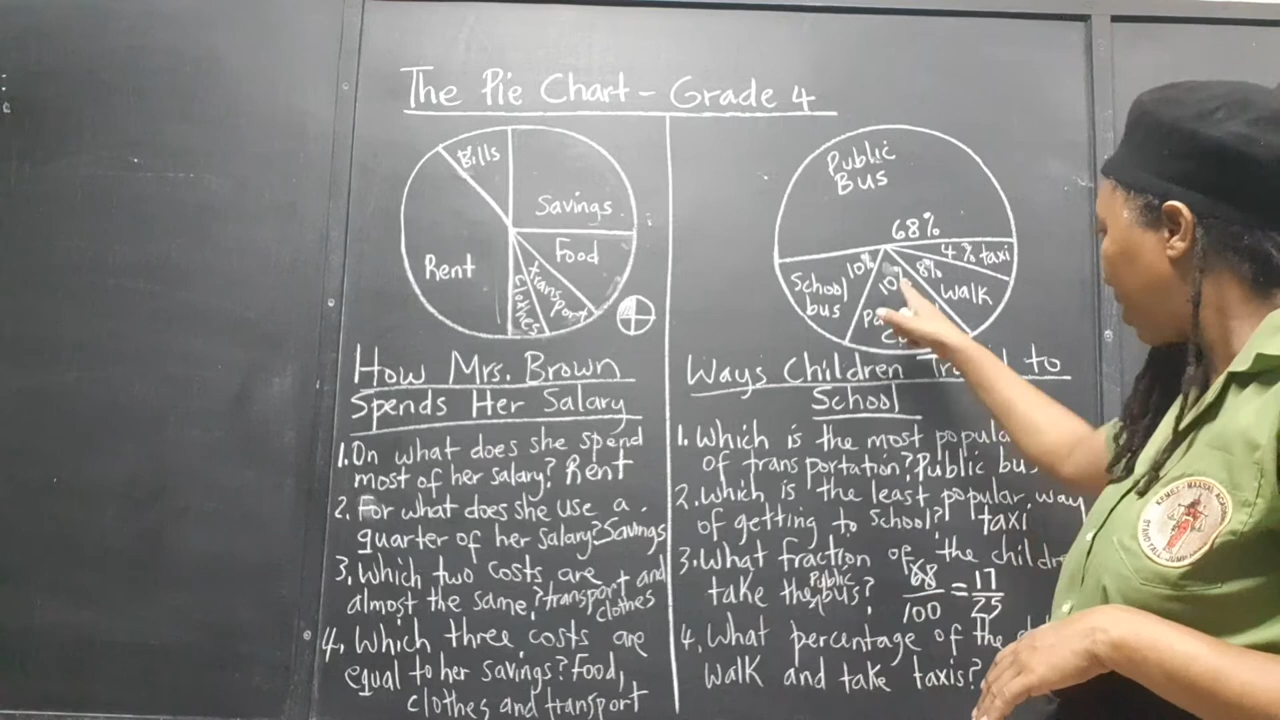 The Pie Chart - Grade 4
Bills
Savings
Rent
Food
transport
clothes
How Mrs. Brown
Spends Her Salary
1. On what does she spend
most of her salary? Rent
2. For what does she use a
quarter of her salary? Savings
3. Which two costs are
almost the same? transport and
clothes
4. Which three costs are
equal to her savings? Food,
clothes and transport
Public
Bus
68%
4% taxi
8%
Walk
10%
School
bus
10
Ways Children to
School
1. Which is the most
of transportation? Public
2. Which is the least popular way
of getting to school? taxi
3. What fraction of the
take the Public bus? 68/100 = 17/25
4. What percentage of the
walk and take taxis?
KEMET - MAASAI
STAND TALL